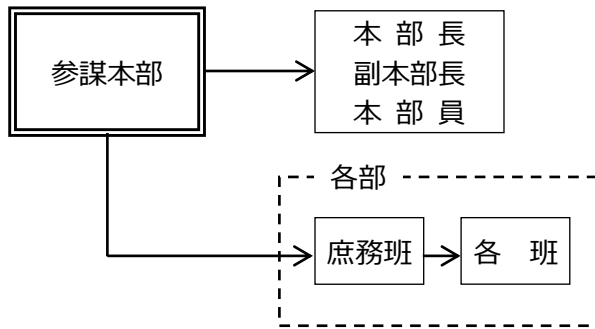 参謀本部
本 部 長
副本部長
本 部 員
各部
庶務班
各　班